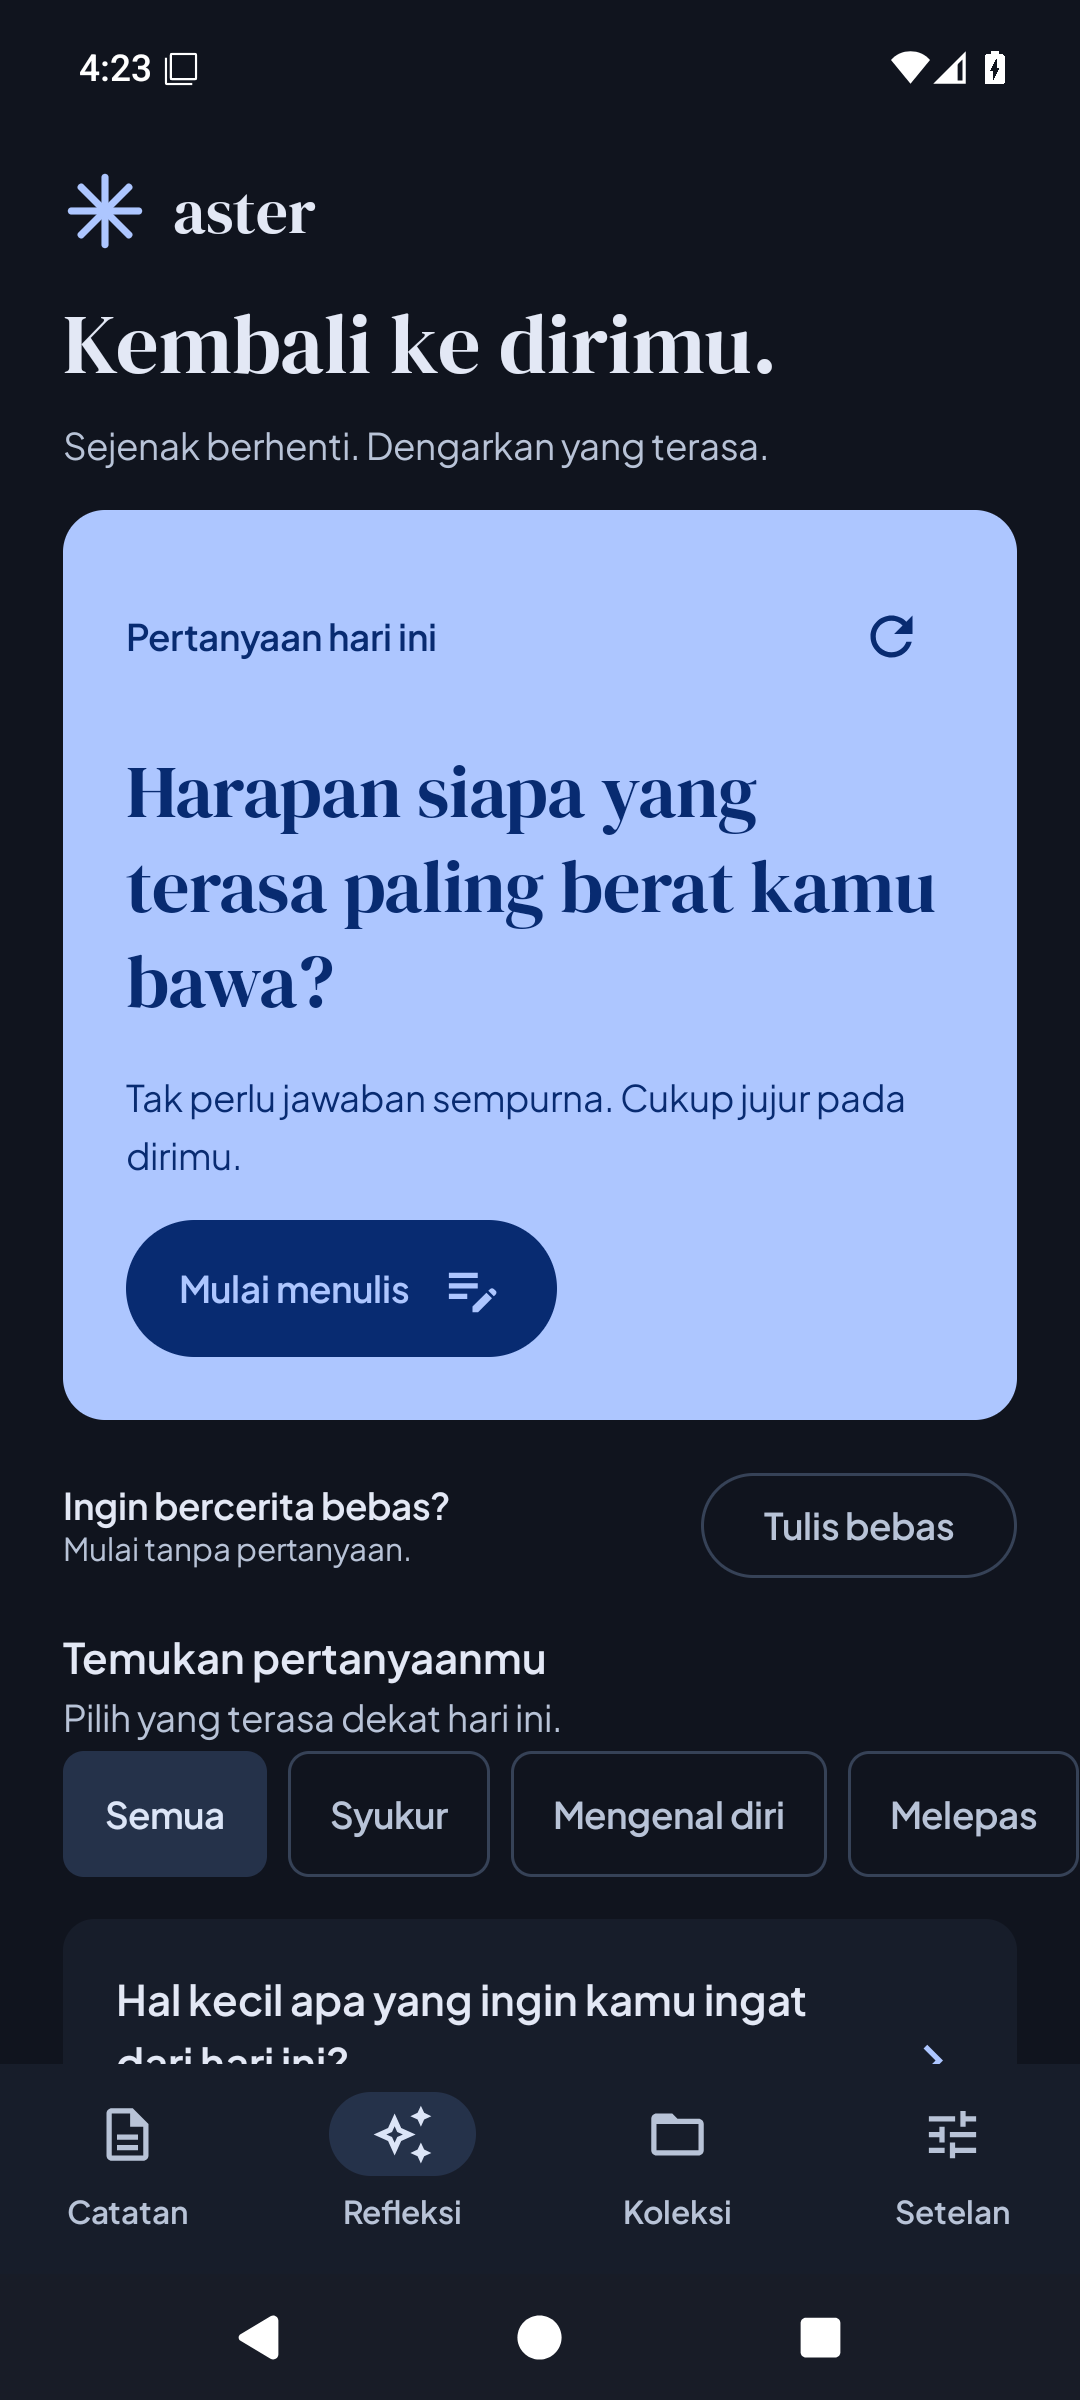 4:23
aster
Kembali ke dirimu.
Sejenak berhenti. Dengarkan yang terasa.
Pertanyaan hari ini
Harapan siapa yang
terasa paling berat kamu
bawa?
Tak perlu jawaban sempurna. Cukup jujur pada
dirimu.
Mulai menulis
Ingin bercerita bebas?
Mulai tanpa pertanyaan.
Tulis bebas
Temukan pertanyaanmu
Pilih yang terasa dekat hari ini.
Semua
Syukur
Mengenal diri
Melepas
Hal kecil apa yang ingin kamu ingat
dari hari ini?
Catatan
Refleksi
Koleksi
Setelan